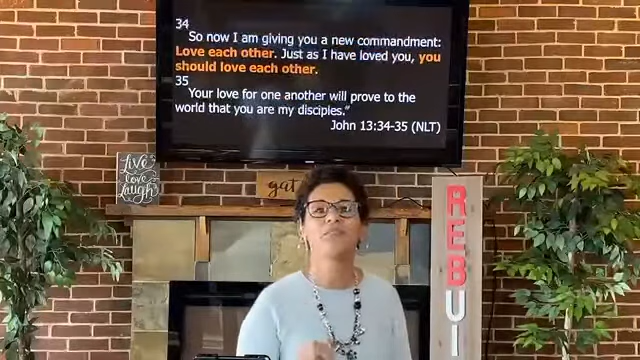 34
So now I am giving you a new commandment:
Love each other. Just as I have loved you, you
should love each other.
35
Your love for one another will prove to the
world that you are my disciples."
John 13:34-35 (NLT)
Live
Love
Laugh
gat
REBUI